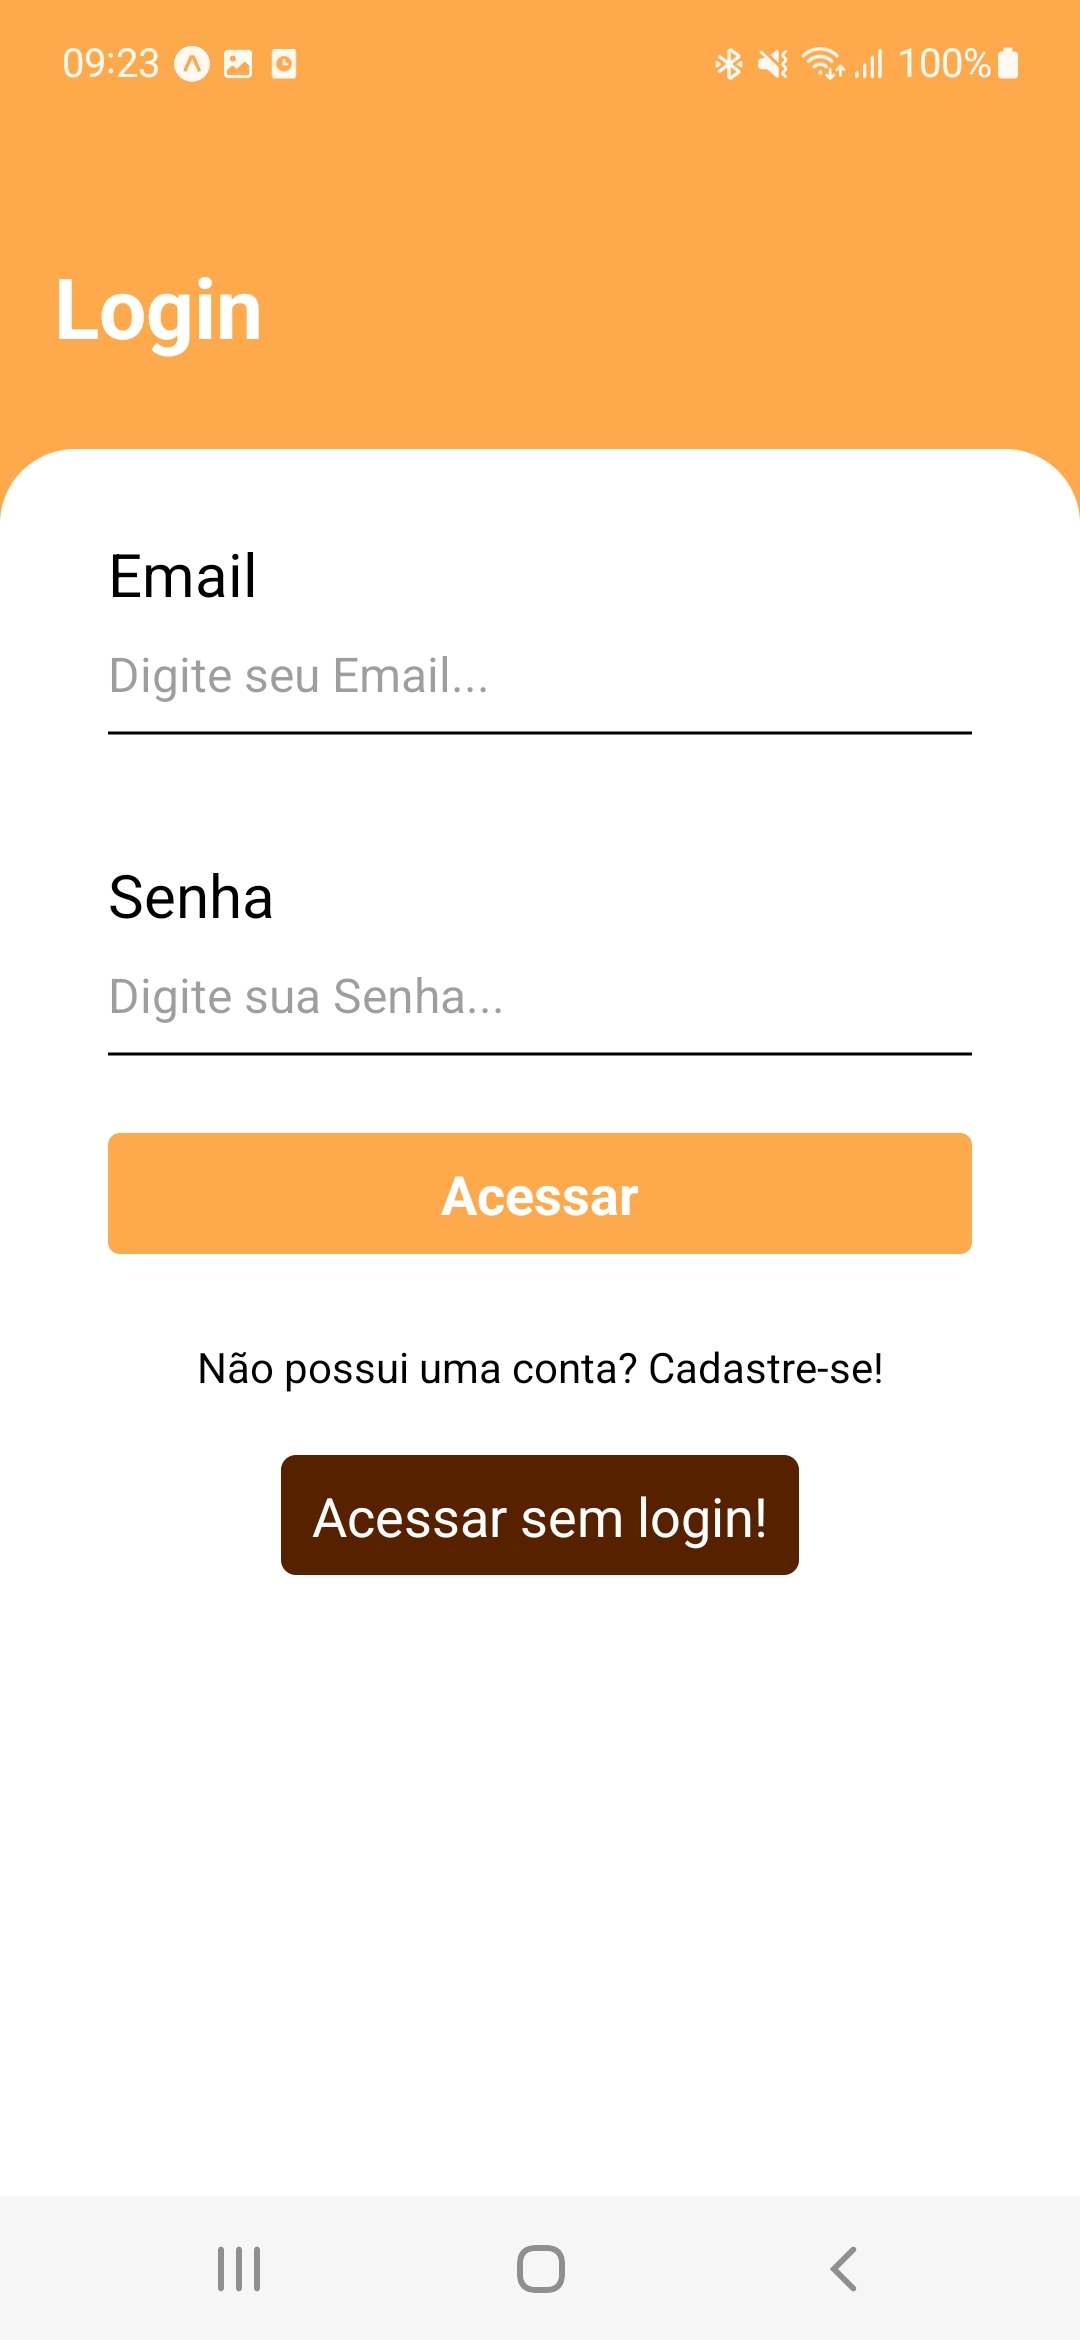 09:23 100%
Login
Email
Digite seu Email...
Senha
Digite sua Senha...
Acessar
Não possui uma conta? Cadastre-se!
Acessar sem login!